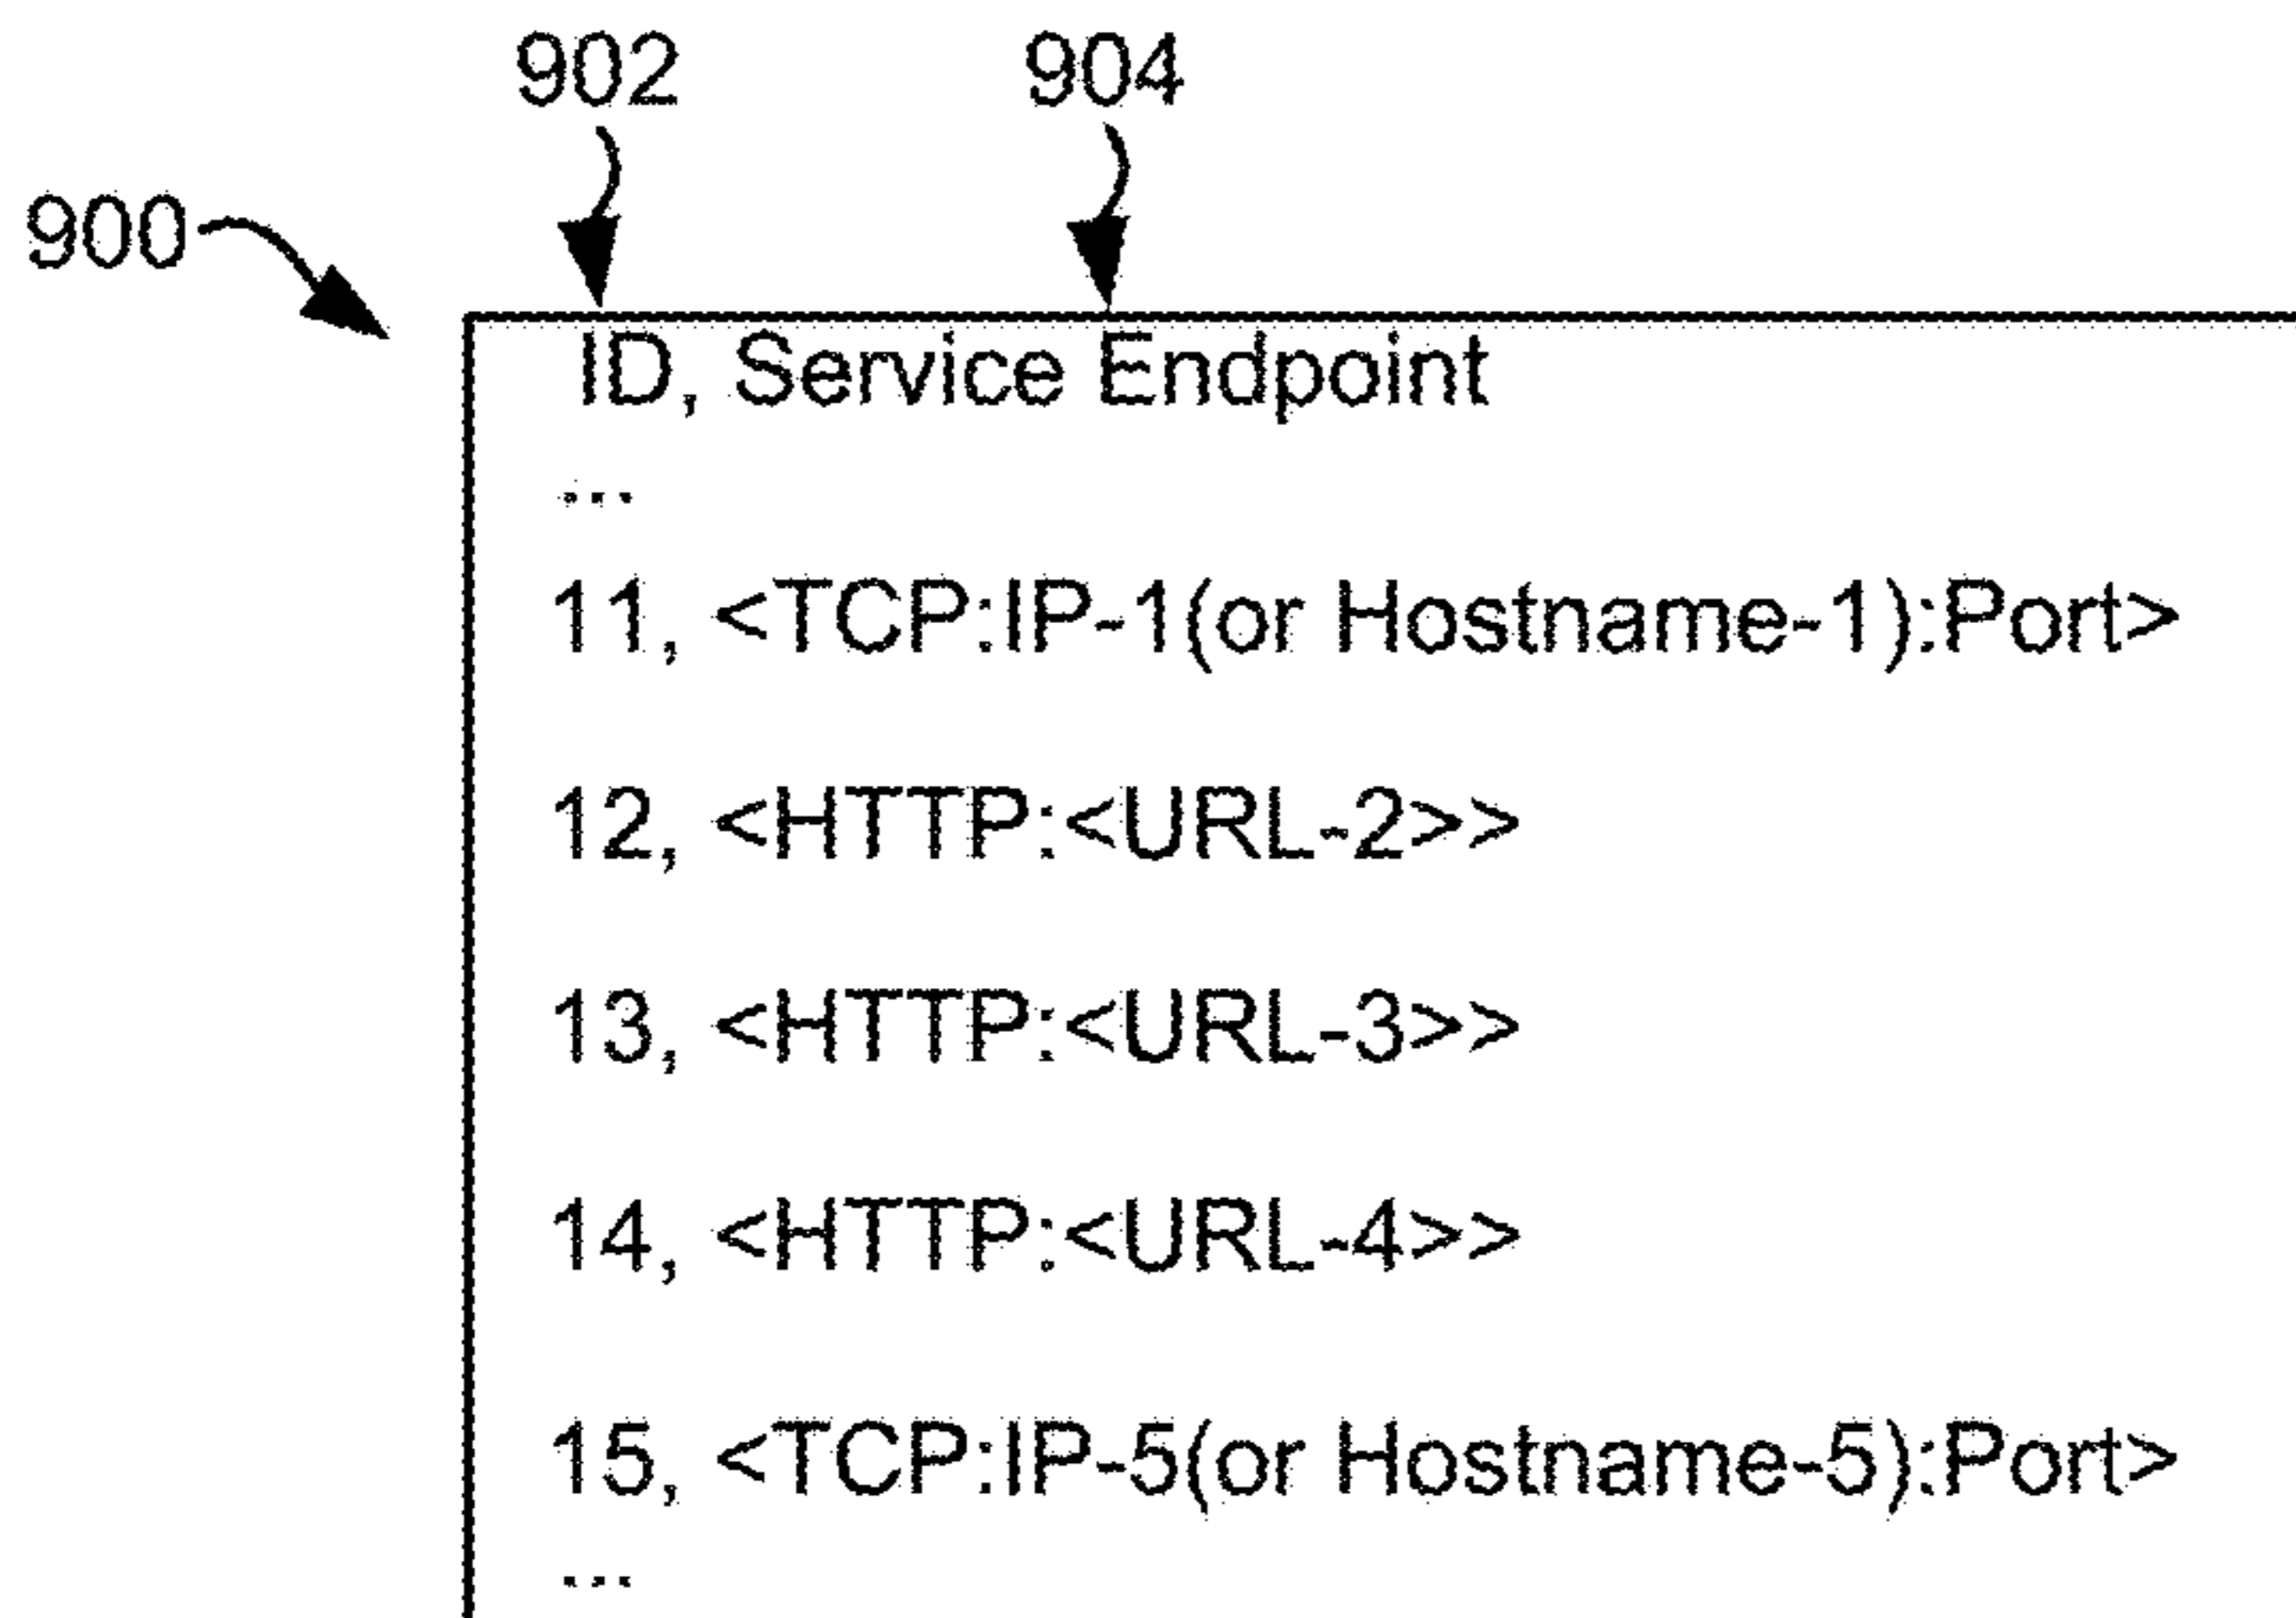 902 904
900
ID, Service Endpoint
...
11, <TCP:IP-1(or Hostname-1):Port>
12, <HTTP:<URL-2>>
13, <HTTP:<URL-3>>
14, <HTTP:<URL-4>>
15, <TCP:IP-5(or Hostname-5):Port>
...